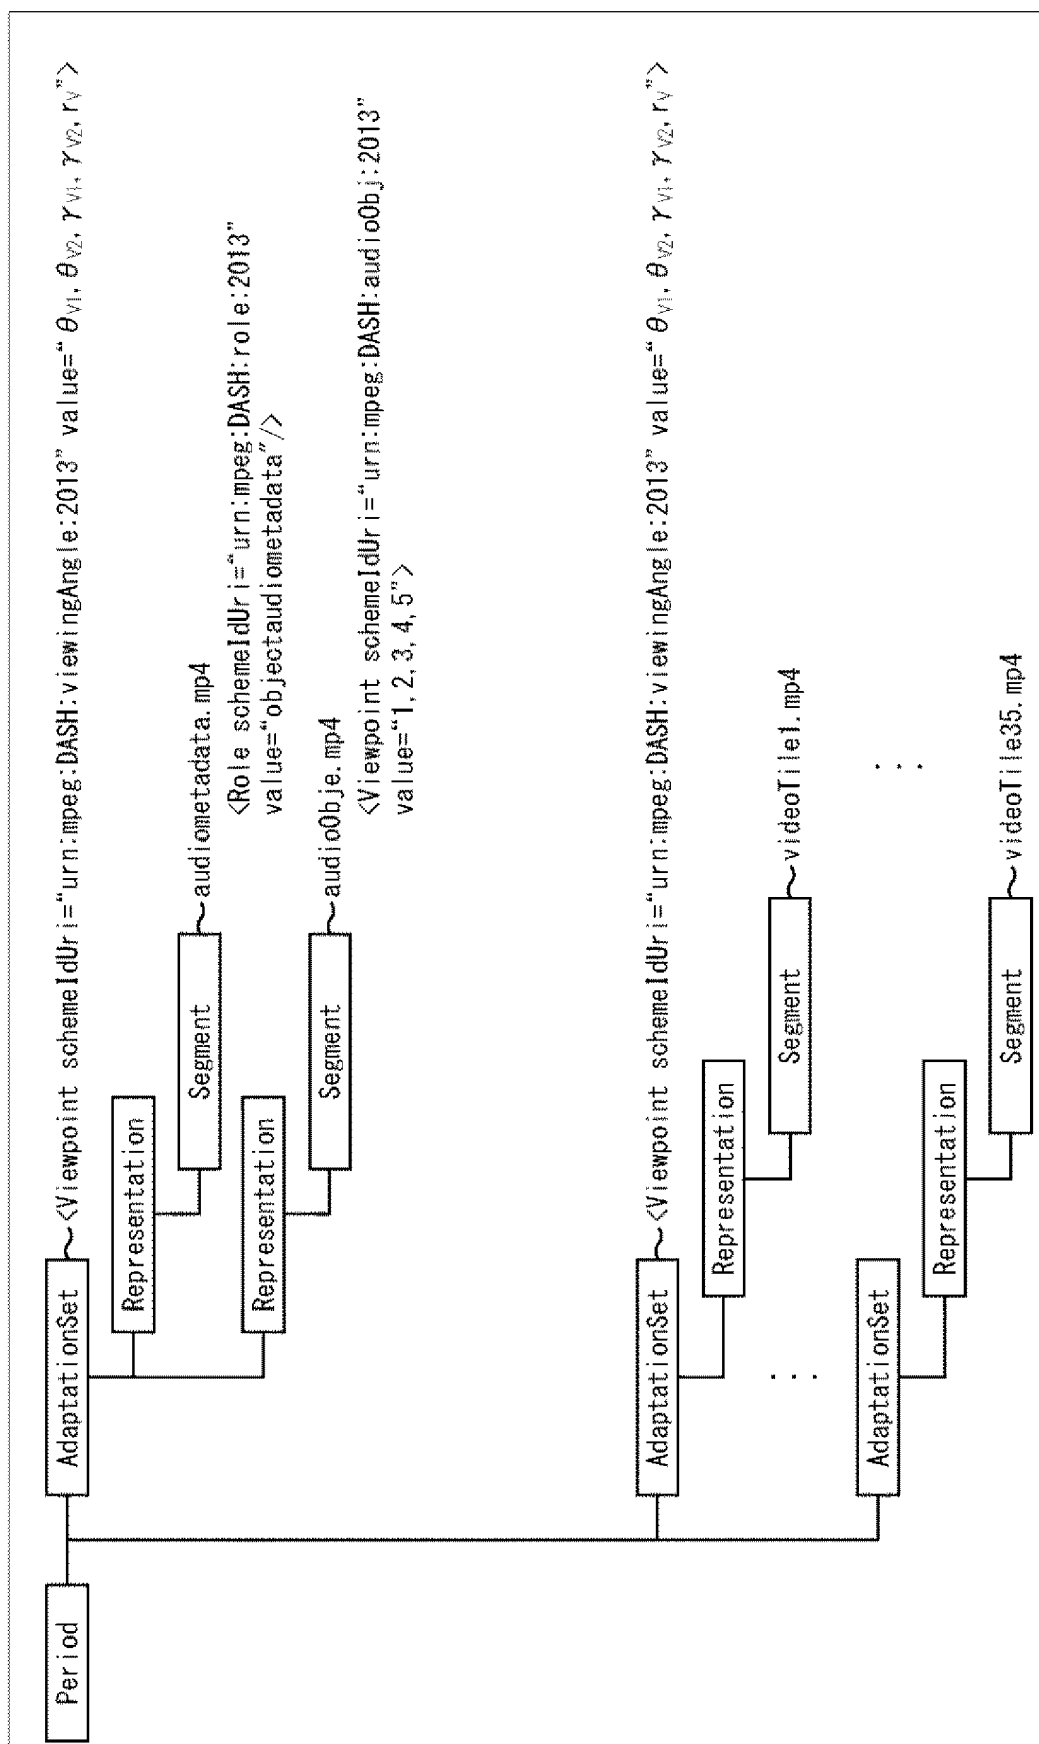 Period
AdaptationSet
<Viewpoint schemeIdUri=“urn:mpeg:DASH:viewingAngle:2013” value=“θV1, θV2, γV1, γV2, rV”>
Representation
Segment
audiometadata.mp4
<Role schemeIdUri=“urn:mpeg:DASH:role:2013”
value=“objectaudiometadata”/>
Representation
Segment
audioObje.mp4
<Viewpoint schemeIdUri=“urn:mpeg:DASH:audioObj:2013”
value=“1,2,3,4,5”>
AdaptationSet
<Viewpoint schemeIdUri=“urn:mpeg:DASH:viewingAngle:2013” value=“θV1, θV2, γV1, γV2, rV”>
Representation
Segment
videoTile1.mp4
...
...
AdaptationSet
Representation
Segment
videoTile35.mp4